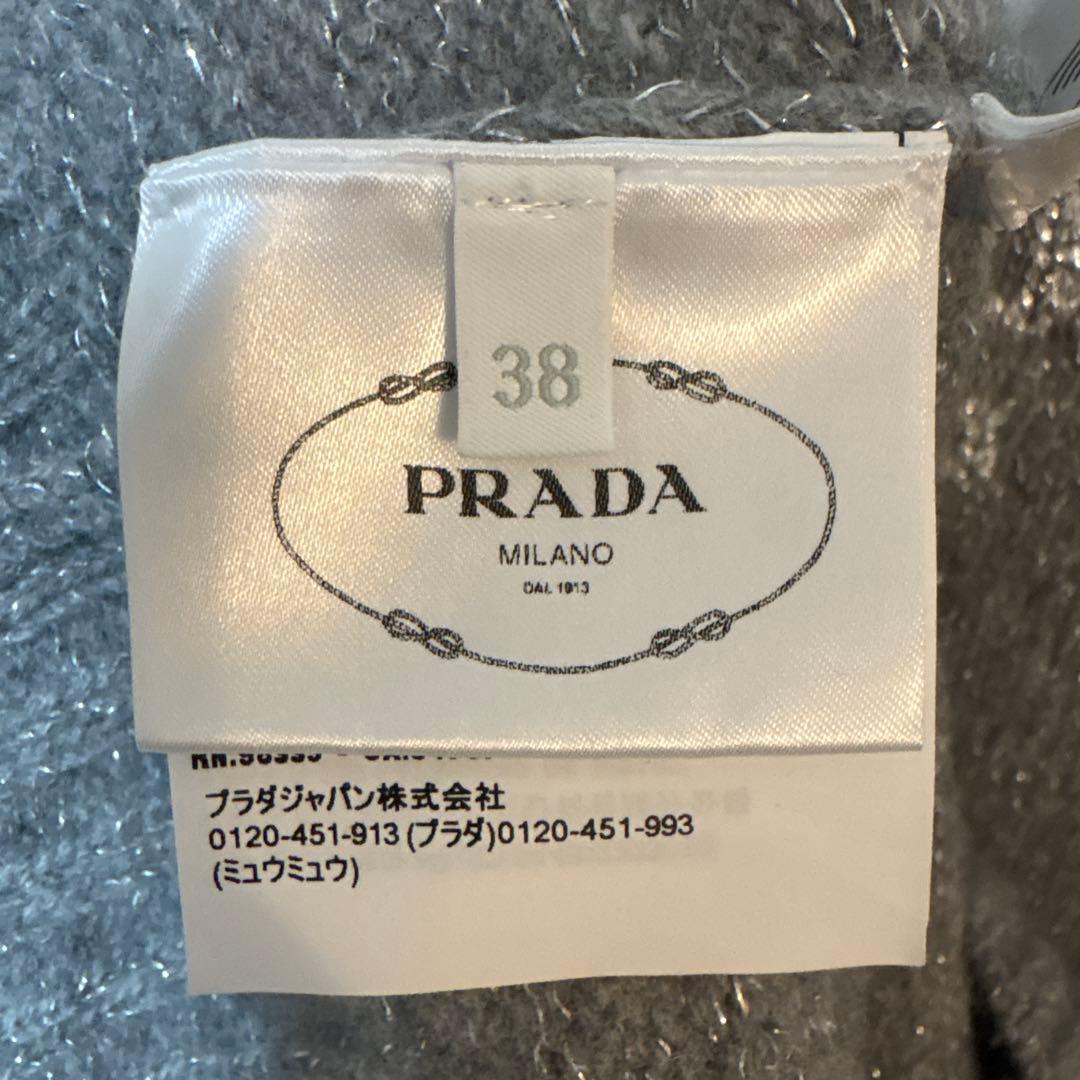 38
PRADA
MILANO
DAL 1913
プラダジャパン株式会社
0120-451-913 (プラダ)0120-451-993
(ミュウミュウ)